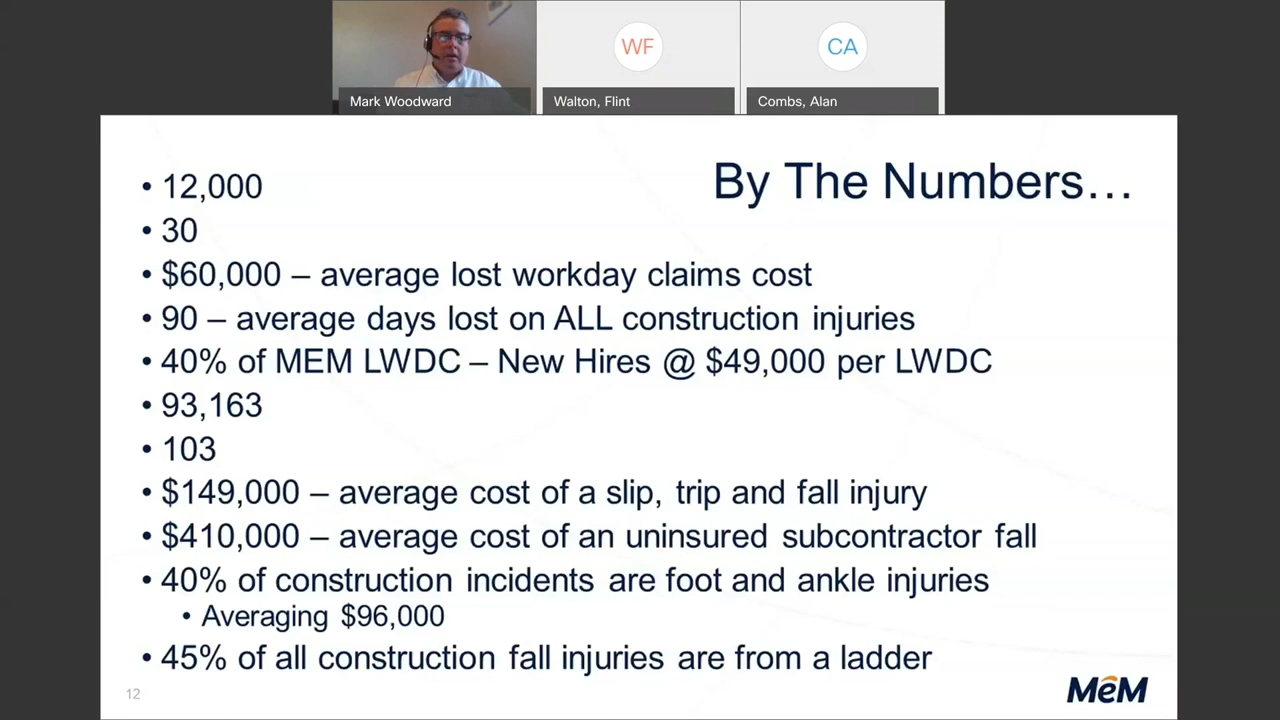 WF
CA
Mark Woodward
Walton, Flint
Combs, Alan
By The Numbers…
• 12,000
• 30
• $60,000 – average lost workday claims cost
• 90 – average days lost on ALL construction injuries
• 40% of MEM LWDC – New Hires @ $49,000 per LWDC
• 93,163
• 103
• $149,000 – average cost of a slip, trip and fall injury
• $410,000 – average cost of an uninsured subcontractor fall
• 40% of construction incidents are foot and ankle injuries
• Averaging $96,000
• 45% of all construction fall injuries are from a ladder
12
MeM